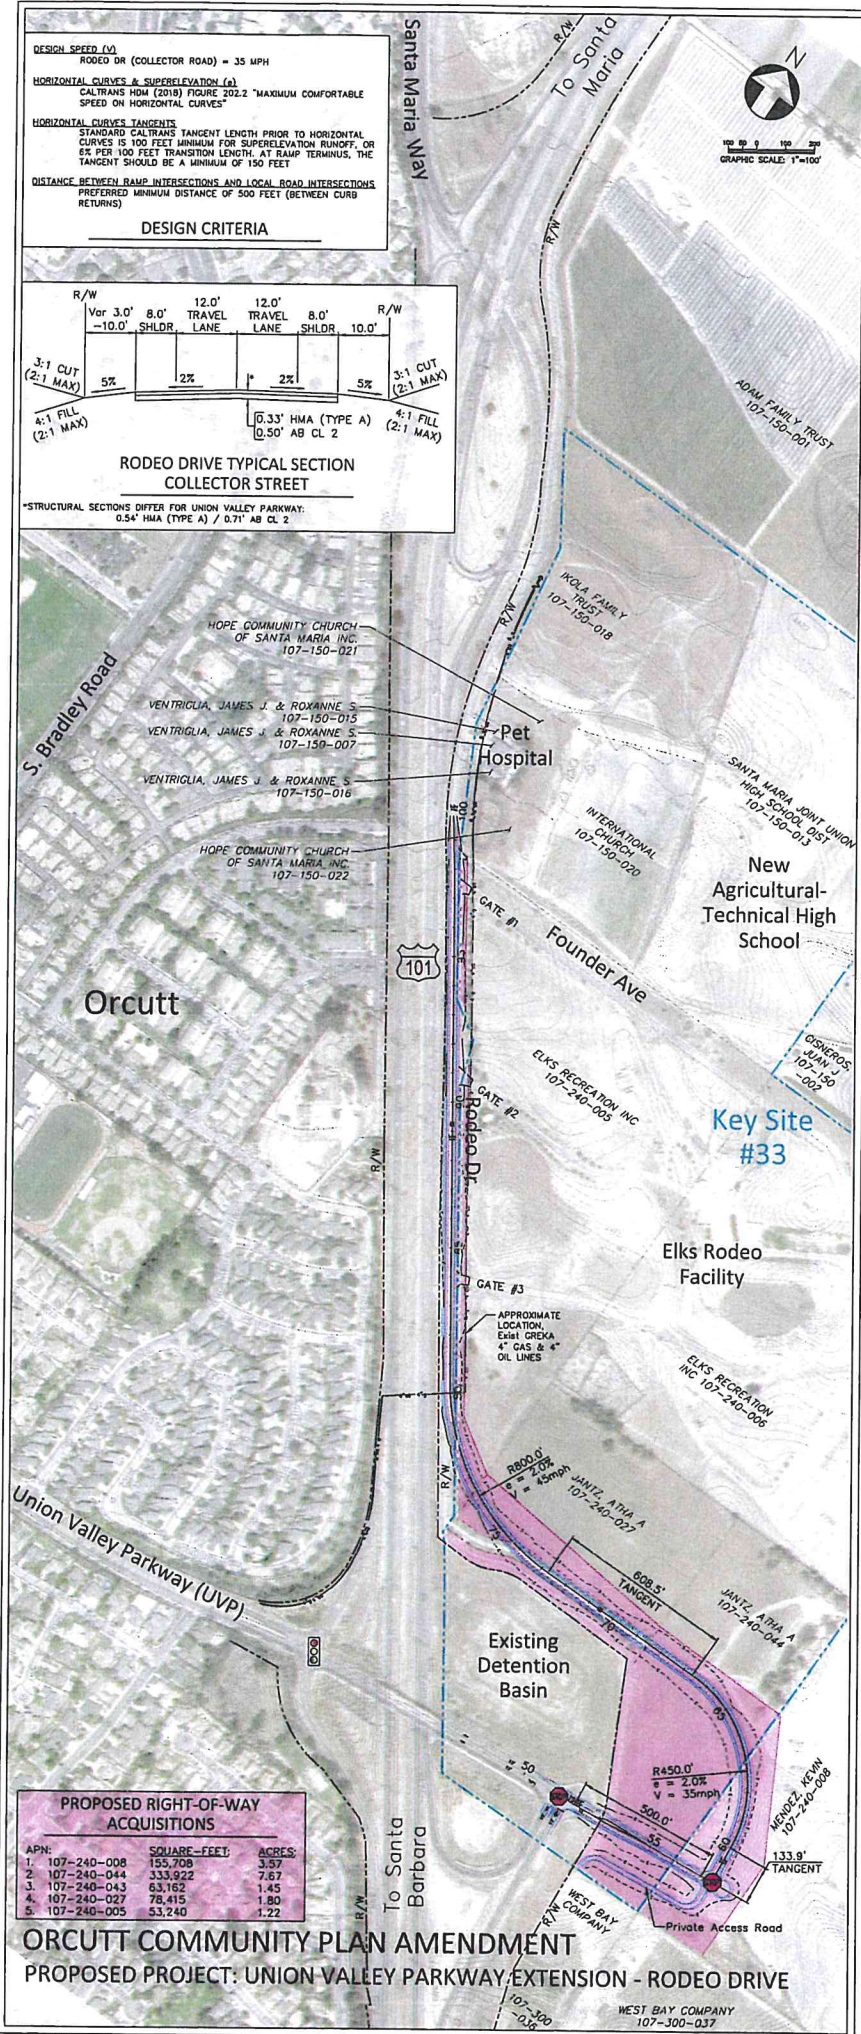 DESIGN SPEED (V)
RODEO DR (COLLECTOR ROAD) = 35 MPH
HORIZONTAL CURVES & SUPERELEVATION (e)
CALTRANS HDM (2018) FIGURE 202.2 "MAXIMUM COMFORTABLE
SPEED ON HORIZONTAL CURVES"
HORIZONTAL CURVES TANGENTS
STANDARD CALTRANS TANGENT LENGTH PRIOR TO HORIZONTAL
CURVES IS 100 FEET MINIMUM FOR SUPERELEVATION RUNOFF, OR
6% PER 100 FEET TRANSITION LENGTH. AT RAMP TERMINUS, THE
TANGENT SHOULD BE A MINIMUM OF 150 FEET
DISTANCE BETWEEN RAMP INTERSECTIONS AND LOCAL ROAD INTERSECTIONS
PREFERRED MINIMUM DISTANCE OF 500 FEET (BETWEEN CURB
RETURNS)
DESIGN CRITERIA
Santa Maria Way
R/W
To Santa
Maria
N
100 50 0 100 200
GRAPHIC SCALE: 1"=100'
R/W
R/W
R/W
Var 3.0'
-10.0'
8.0'
SHLDR
12.0'
TRAVEL
LANE
12.0'
TRAVEL
LANE
8.0'
SHLDR
10.0'
3:1 CUT
(2:1 MAX)
4:1 FILL
(2:1 MAX)
5%
2%
*
2%
5%
3:1 CUT
(2:1 MAX)
4:1 FILL
(2:1 MAX)
0.33' HMA (TYPE A)
0.50' AB CL 2
RODEO DRIVE TYPICAL SECTION
COLLECTOR STREET
*STRUCTURAL SECTIONS DIFFER FOR UNION VALLEY PARKWAY:
0.54' HMA (TYPE A) / 0.71' AB CL 2
ADAM FAMILY TRUST
107-150-001
IKOLA FAMILY
TRUST
107-150-018
R/W
HOPE COMMUNITY CHURCH
OF SANTA MARIA INC.
107-150-021
S. Bradley Road
VENTRIGLIA, JAMES J. & ROXANNE S.
107-150-015
VENTRIGLIA, JAMES J. & ROXANNE S.
107-150-007
VENTRIGLIA, JAMES J. & ROXANNE S.
107-150-016
Pet
Hospital
HOPE COMMUNITY CHURCH
OF SANTA MARIA INC.
107-150-022
INTERNATIONAL
CHURCH
107-150-020
SANTA MARIA JOINT UNION
HIGH SCHOOL DIST
107-150-013
New
Agricultural-
Technical High
School
GATE #1
Founder Ave
101
Orcutt
CISNEROS,
JUAN J
107-150
-002
ELKS RECREATION INC
107-240-005
GATE #2
Rodeo Dr
R/W
Key Site
#33
Elks Rodeo
Facility
GATE #3
APPROXIMATE
LOCATION,
Exist GREKA
4" GAS & 4"
OIL LINES
ELKS RECREATION
INC 107-240-006
R/W
R800.0'
e = 2.0%
V = 45mph
JANTZ, ATHA A
107-240-027
75
Union Valley Parkway (UVP)
608.5'
TANGENT
70
JANTZ, ATHA A
107-240-044
Existing
Detention
Basin
65
R450.0'
e = 2.0%
V = 35mph
MENDEZ, KEVIN
107-240-008
50
500.0'
55
60
133.9'
TANGENT
PROPOSED RIGHT-OF-WAY
ACQUISITIONS
APN: SQUARE-FEET: ACRES:
1. 107-240-008 155,708 3.57
2 107-240-044 333,922 7.67
3. 107-240-043 63,162 1.45
4. 107-240-027 78,415 1.80
5. 107-240-005 53,240 1.22
To Santa
Barbara
R/W
R/W
WEST BAY
COMPANY
Private Access Road
ORCUTT COMMUNITY PLAN AMENDMENT
PROPOSED PROJECT: UNION VALLEY PARKWAY EXTENSION - RODEO DRIVE
107-300
-036
WEST BAY COMPANY
107-300-037